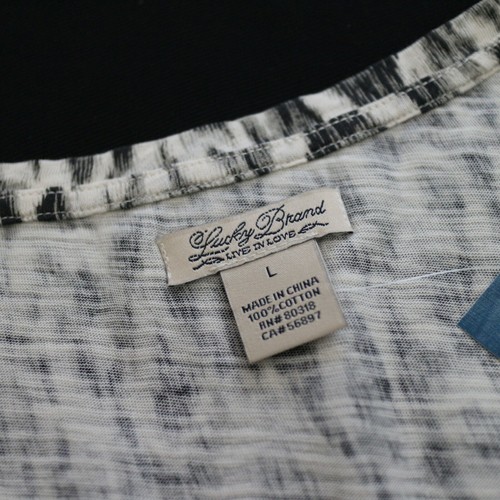 Lucky Brand
LIVE IN LOVE
L
MADE IN CHINA
100% COTTON
RN# 80318
CA# 56897